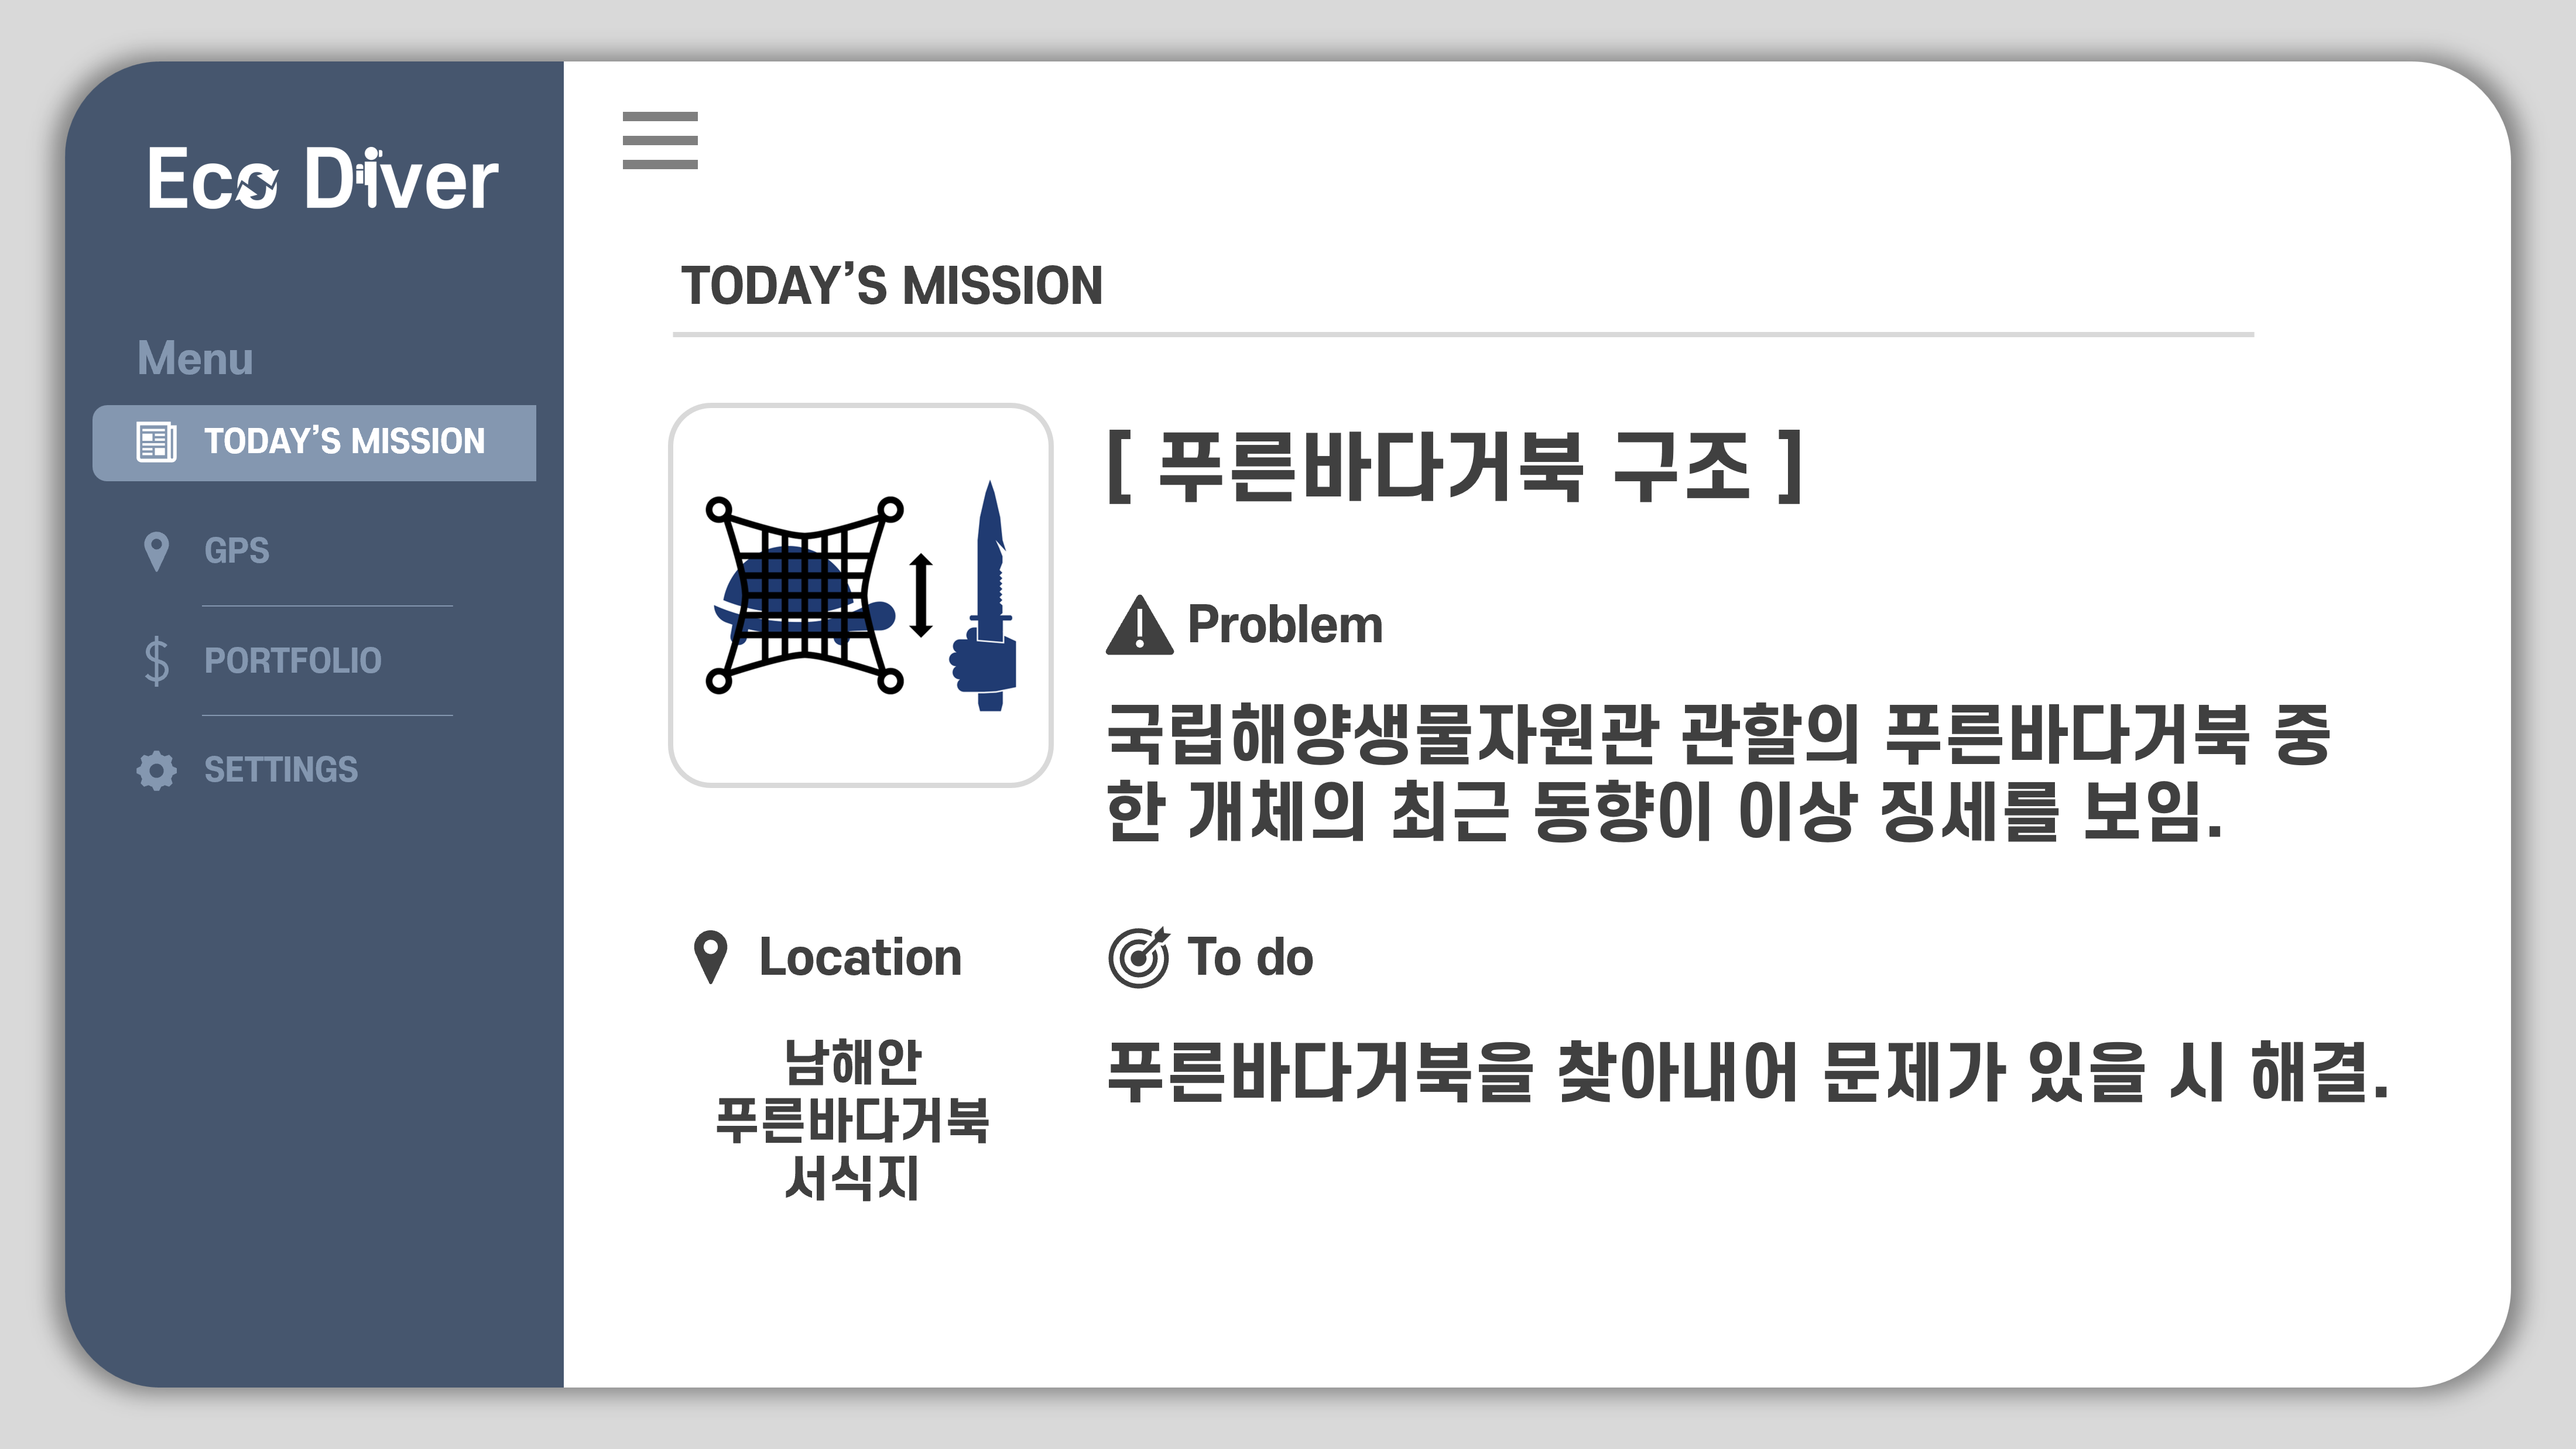 Eco Diver
Menu
TODAY’S MISSION
GPS
PORTFOLIO
SETTINGS
TODAY’S MISSION
[ 푸른바다거북 구조 ]
Problem
국립해양생물자원관 관할의 푸른바다거북 중
한 개체의 최근 동향이 이상 징세를 보임.
Location
남해안
푸른바다거북
서식지
To do
푸른바다거북을 찾아내어 문제가 있을 시 해결.